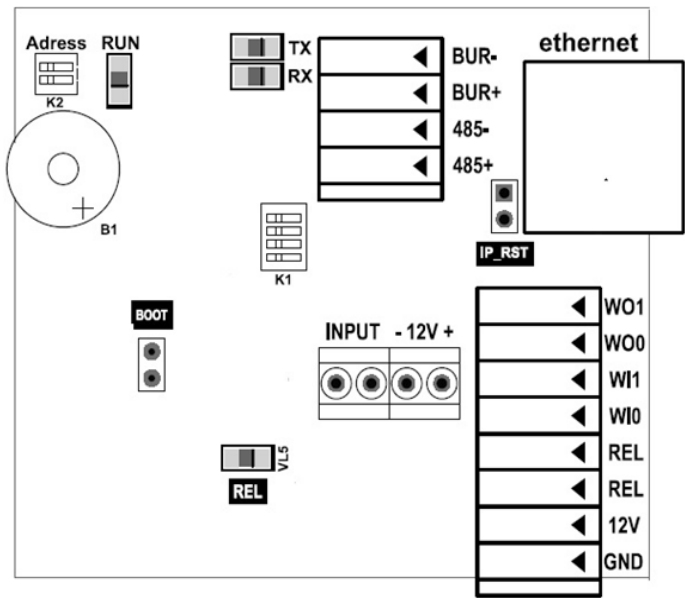 Adress
RUN
K2
B1
TX
RX
BUR-
BUR+
485-
485+
ethernet
IP_RST
K1
BOOT
INPUT - 12V +
VL5
REL
WO1
WO0
WI1
WI0
REL
REL
12V
GND